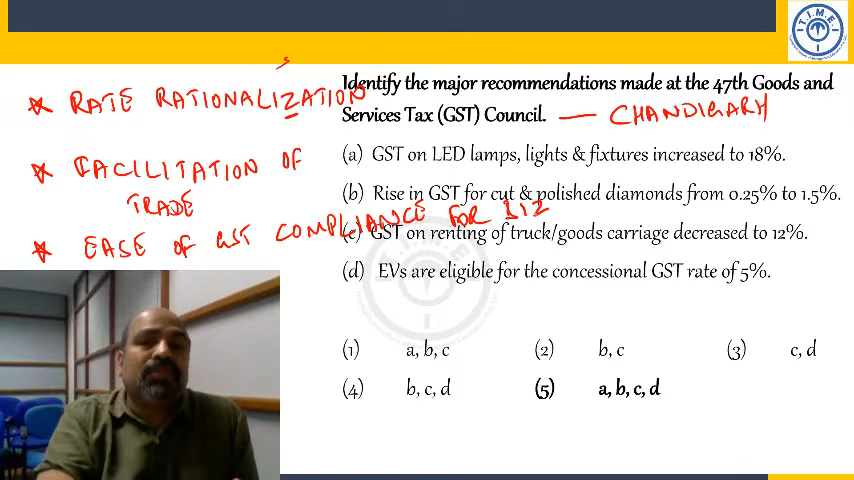 T.I.M.E.
Identify the major recommendations made at the 47th Goods and
Services Tax (GST) Council. — CHANDIGARH
(a) GST on LED lamps, lights & fixtures increased to 18%.
(b) Rise in GST for cut & polished diamonds from 0.25% to 1.5%.
(c) GST on renting of truck/goods carriage decreased to 12%.
(d) EVs are eligible for the concessional GST rate of 5%.
(1) a, b, c (2) b, c (3) c, d
(4) b, c, d (5) a, b, c, d
* RATE RATIONALIZATION
* FACILITATION OF
TRADE
* EASE OF GST COMPLIANCE FOR